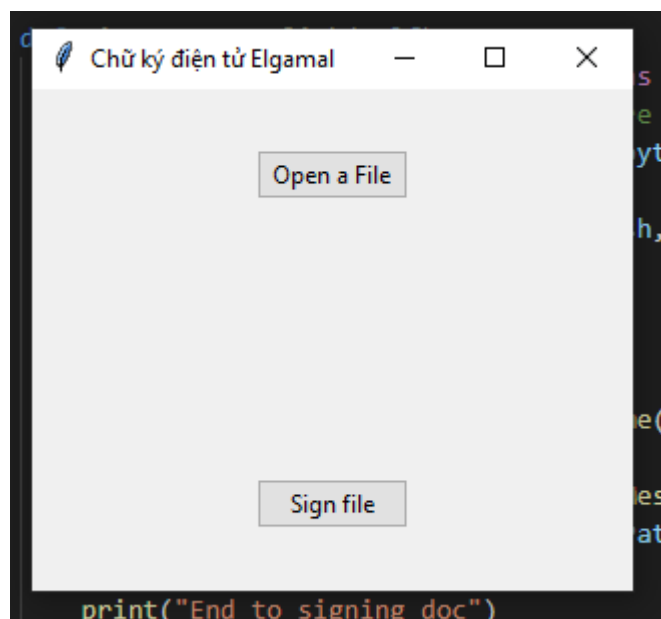 Chữ ký điện tử Elgamal
Open a File
Sign file
print("End to signing doc")